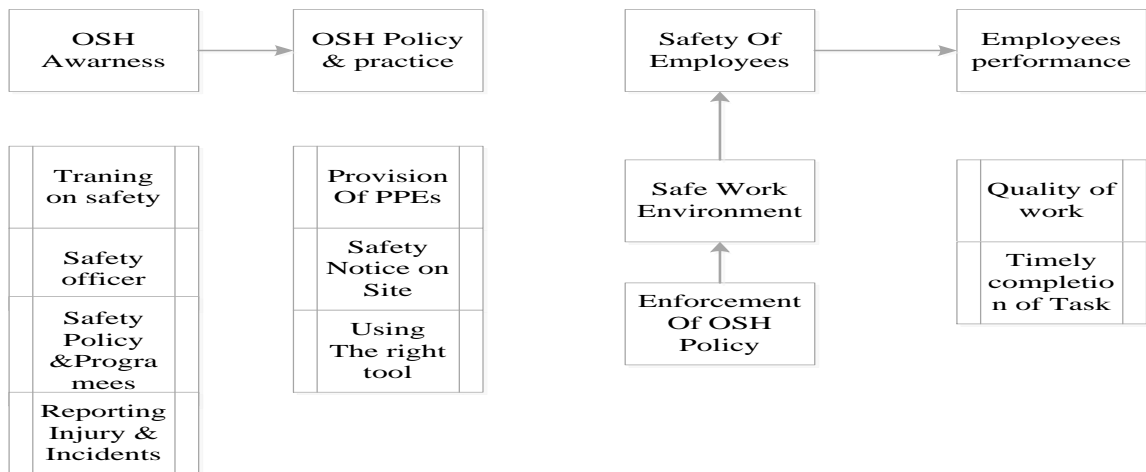 OSH
Awarness
OSH Policy
& practice
Safety Of
Employees
Employees
performance
Traning
on safety
Safety
officer
Safety
Policy
&Progra
mees
Reporting
Injury &
Incidents
Provision
Of PPEs
Safety
Notice on
Site
Using
The right
tool
Safe Work
Environment
Enforcement
Of OSH
Policy
Quality of
work
Timely
completio
n of Task